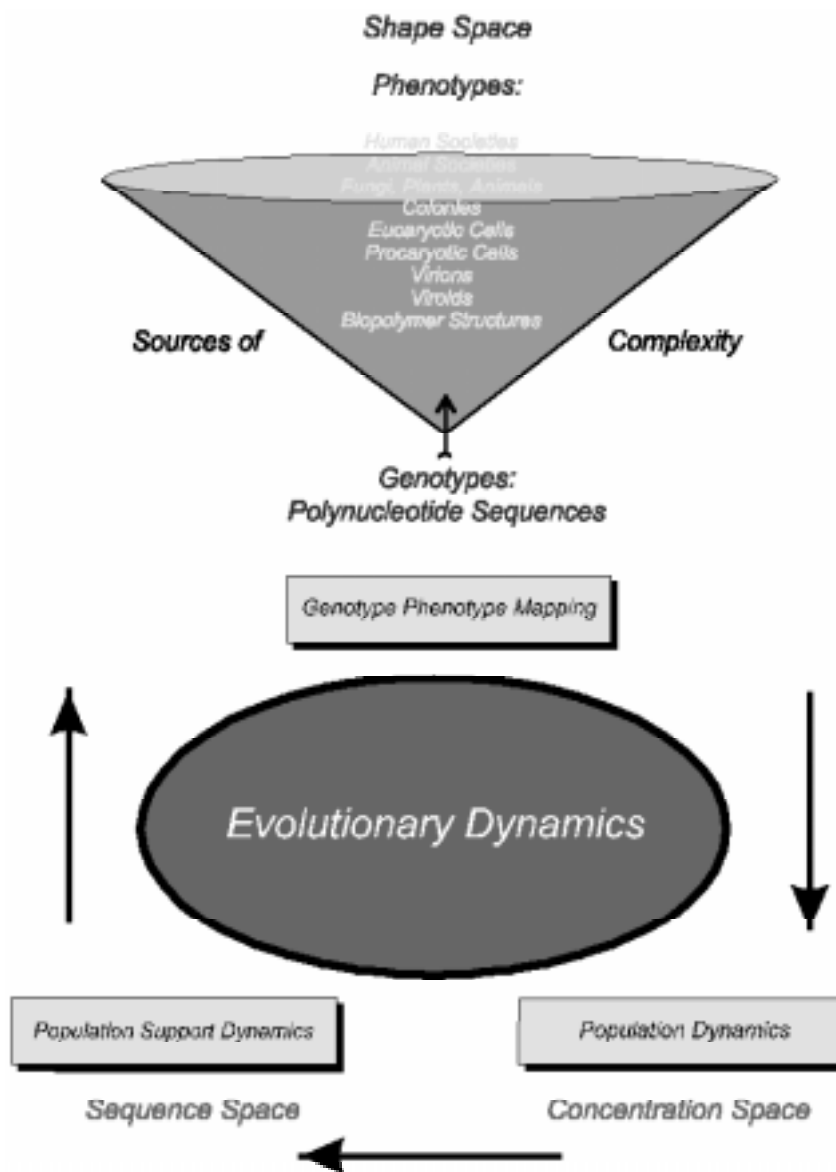 Shape Space
Phenotypes:
Human Societies
Animal Societies
Fungi, Plants, Animals
Colonies
Eucaryotic Cells
Procaryotic Cells
Virions
Viroids
Biopolymer Structures
Sources of
Complexity
Genotypes:
Polynucleotide Sequences
Genotype Phenotype Mapping
Evolutionary Dynamics
Population Support Dynamics
Population Dynamics
Sequence Space
Concentration Space